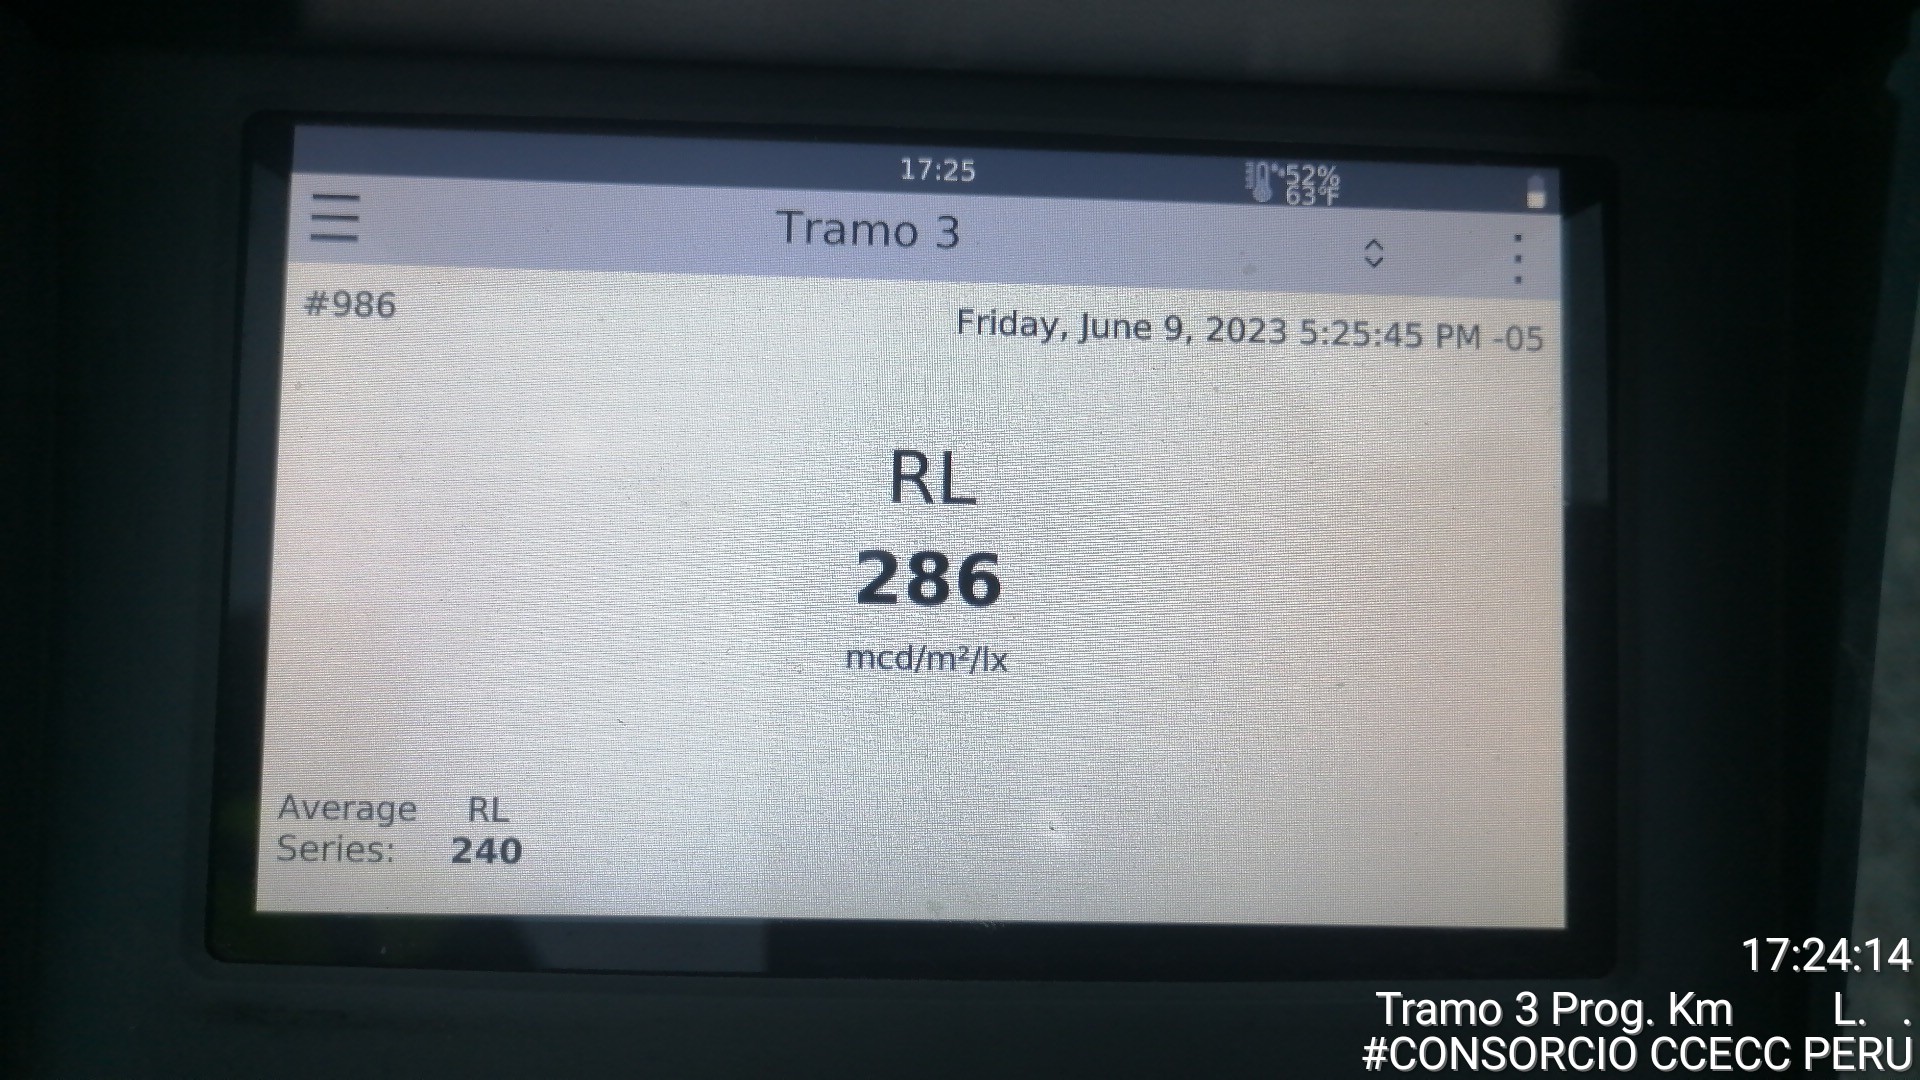 17:25
52%
63°F
Tramo 3
#986
Friday, June 9, 2023 5:25:45 PM -05
RL
286
mcd/m²/lx
Average RL
Series: 240
17:24:14
Tramo 3 Prog. Km L. .
#CONSORCIO CCECC PERU